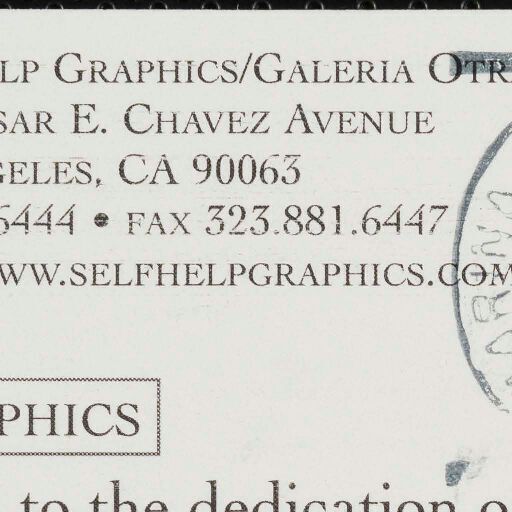 LP GRAPHICS/GALERIA OTR
SAR E. CHAVEZ AVENUE
GELES, CA 90063
6444 • FAX 323.881.6447
WW.SELFHELPGRAPHICS.COM
PHICS
to the dedication o